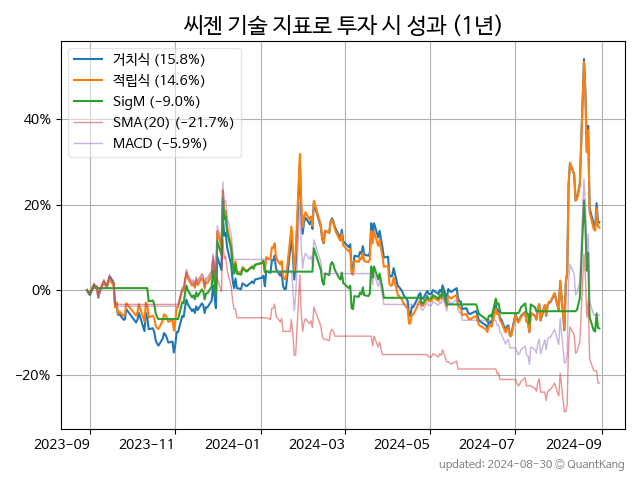 씨젠 기술 지표로 투자 시 성과 (1년)
거치식 (15.8%)
적립식 (14.6%)
SigM (−9.0%)
SMA(20) (−21.7%)
MACD (−5.9%)
40%
20%
0%
−20%
2023−09 2023−11 2024−01 2024−03 2024−05 2024−07 2024−09
updated: 2024-08-30 © QuantKang